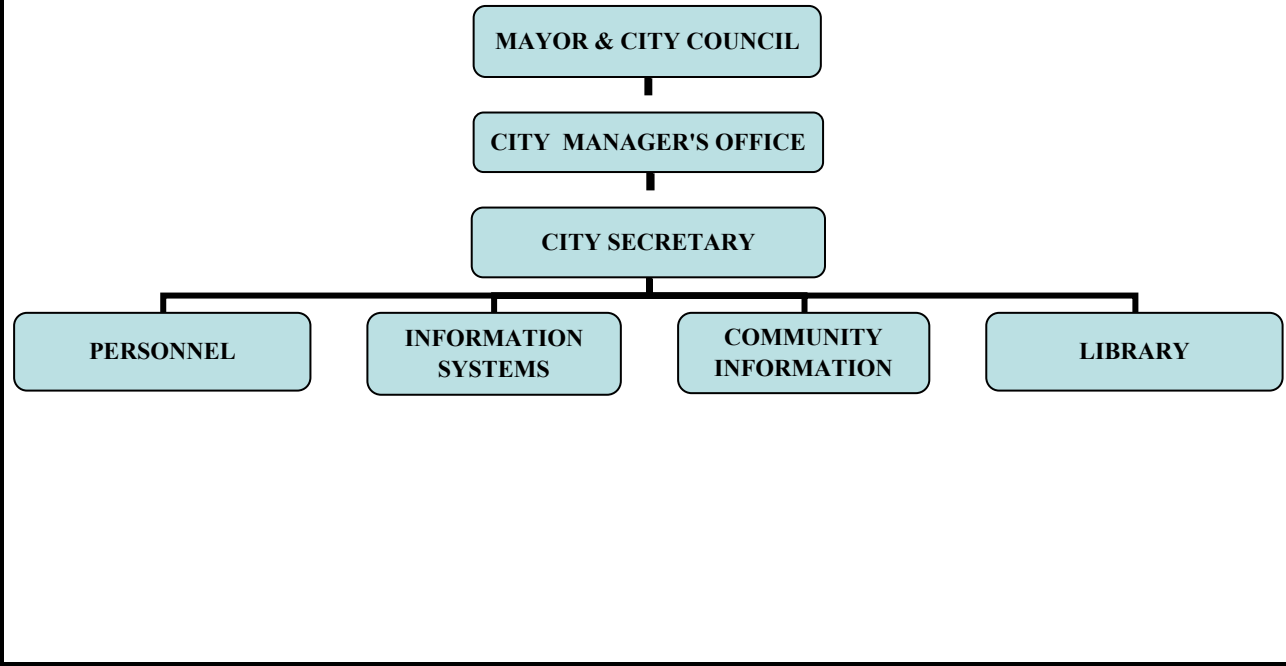 MAYOR & CITY COUNCIL
CITY MANAGER'S OFFICE
CITY SECRETARY
PERSONNEL
INFORMATION
SYSTEMS
COMMUNITY
INFORMATION
LIBRARY